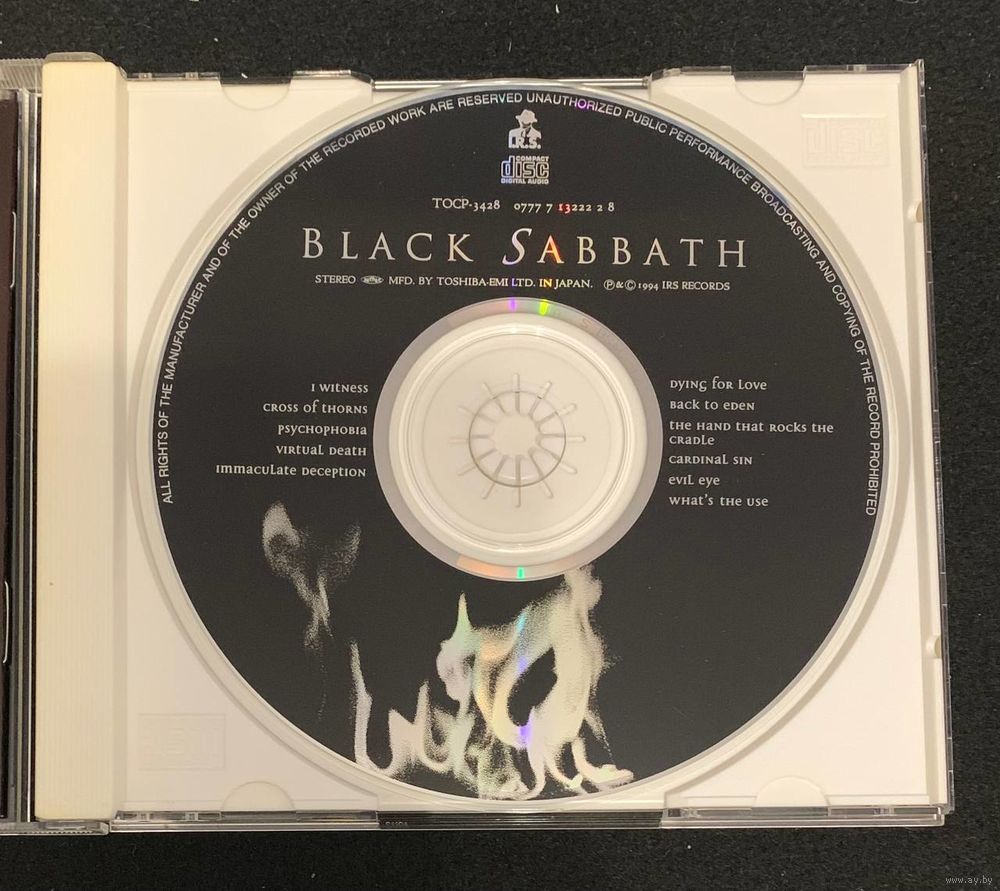 ALL RIGHTS OF THE MANUFACTURER AND OF THE OWNER OF THE RECORDED WORK ARE RESERVED UNAUTHORIZED PUBLIC PERFORMANCE BROADCASTING AND COPYING OF THE RECORD PROHIBITED
I.R.S.
COMPACT
disc
DIGITAL AUDIO
TOCP-3428 0777 7 13222 2 8
BLACK SABBATH
STEREO MFD. BY TOSHIBA-EMI LTD. IN JAPAN. ℗&© 1994 IRS RECORDS
I WITNESS
CROSS OF THORNS
PSYCHOPHOBIA
VIRTUAL DEATH
IMMACULATE DECEPTION
DYING FOR LOVE
BACK TO EDEN
THE HAND THAT ROCKS THE
CRADLE
CARDINAL SIN
EVIL EYE
WHAT'S THE USE
disc
www.ay.by